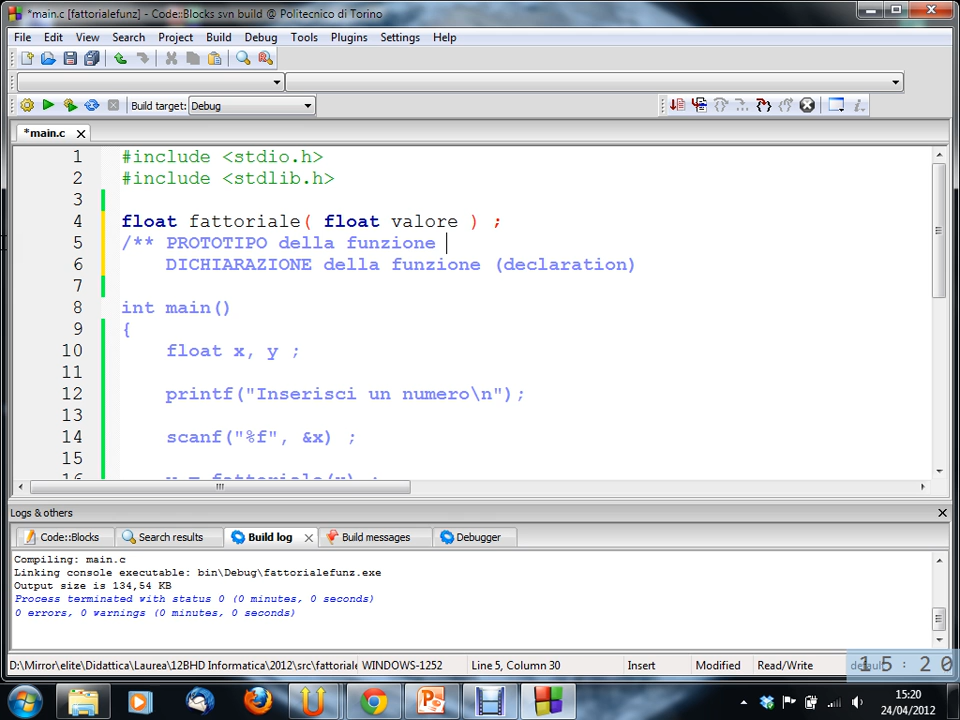 *main.c [fattorialefunz] - Code::Blocks svn build @ Politecnico di Torino
File Edit View Search Project Build Debug Tools Plugins Settings Help
Build target: Debug
*main.c
1 #include <stdio.h>
2 #include <stdlib.h>
3
4 float fattoriale( float valore ) ;
5 /** PROTOTIPO della funzione
6 DICHIARAZIONE della funzione (declaration)
7
8 int main()
9 {
10 float x, y ;
11
12 printf("Inserisci un numero\n");
13
14 scanf("%f", &x) ;
15
16 y = fattoriale(x) ;
Logs & others
Code::Blocks Search results Build log Build messages Debugger
Compiling: main.c
Linking console executable: bin\Debug\fattorialefunz.exe
Output size is 134,54 KB
Process terminated with status 0 (0 minutes, 0 seconds)
0 errors, 0 warnings (0 minutes, 0 seconds)
D:\Mirror\elite\Didattica\Laurea\12BHD Informatica\2012\src\fattoriale WINDOWS-1252 Line 5, Column 30 Insert Modified Read/Write default
15:20
15:20
24/04/2012